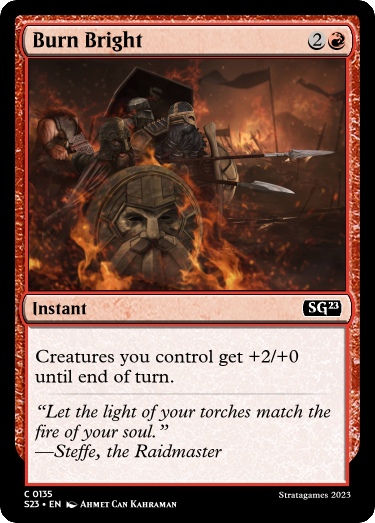 Burn Bright 2
Instant SG23
Creatures you control get +2/+0
until end of turn.
“Let the light of your torches match the
fire of your soul.”
—Steffe, the Raidmaster
C 0135 Stratagames 2023
S23 • EN Ahmet Can Kahraman